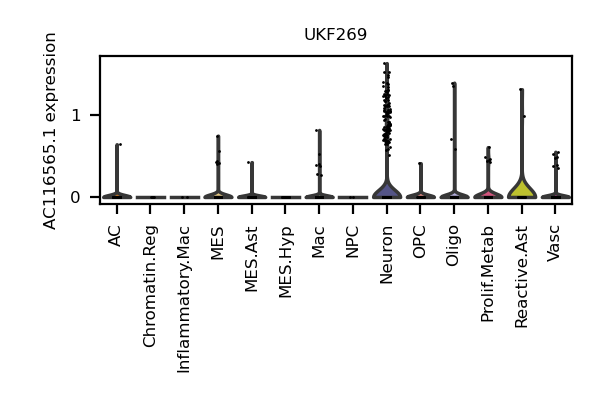 UKF269
AC116565.1 expression
1
0
AC
Chromatin.Reg
Inflammatory.Mac
MES
MES.Ast
MES.Hyp
Mac
NPC
Neuron
OPC
Oligo
Prolif.Metab
Reactive.Ast
Vasc